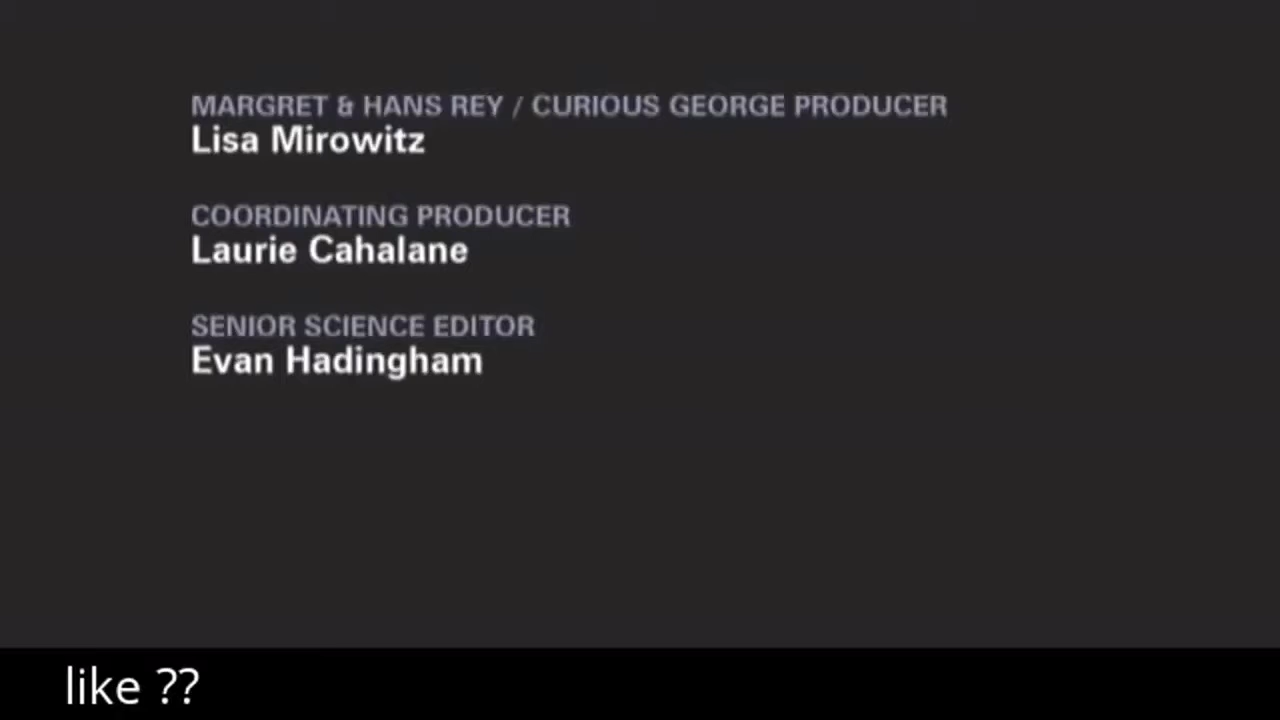 MARGRET & HANS REY / CURIOUS GEORGE PRODUCER
Lisa Mirowitz
COORDINATING PRODUCER
Laurie Cahalane
SENIOR SCIENCE EDITOR
Evan Hadingham
like ??